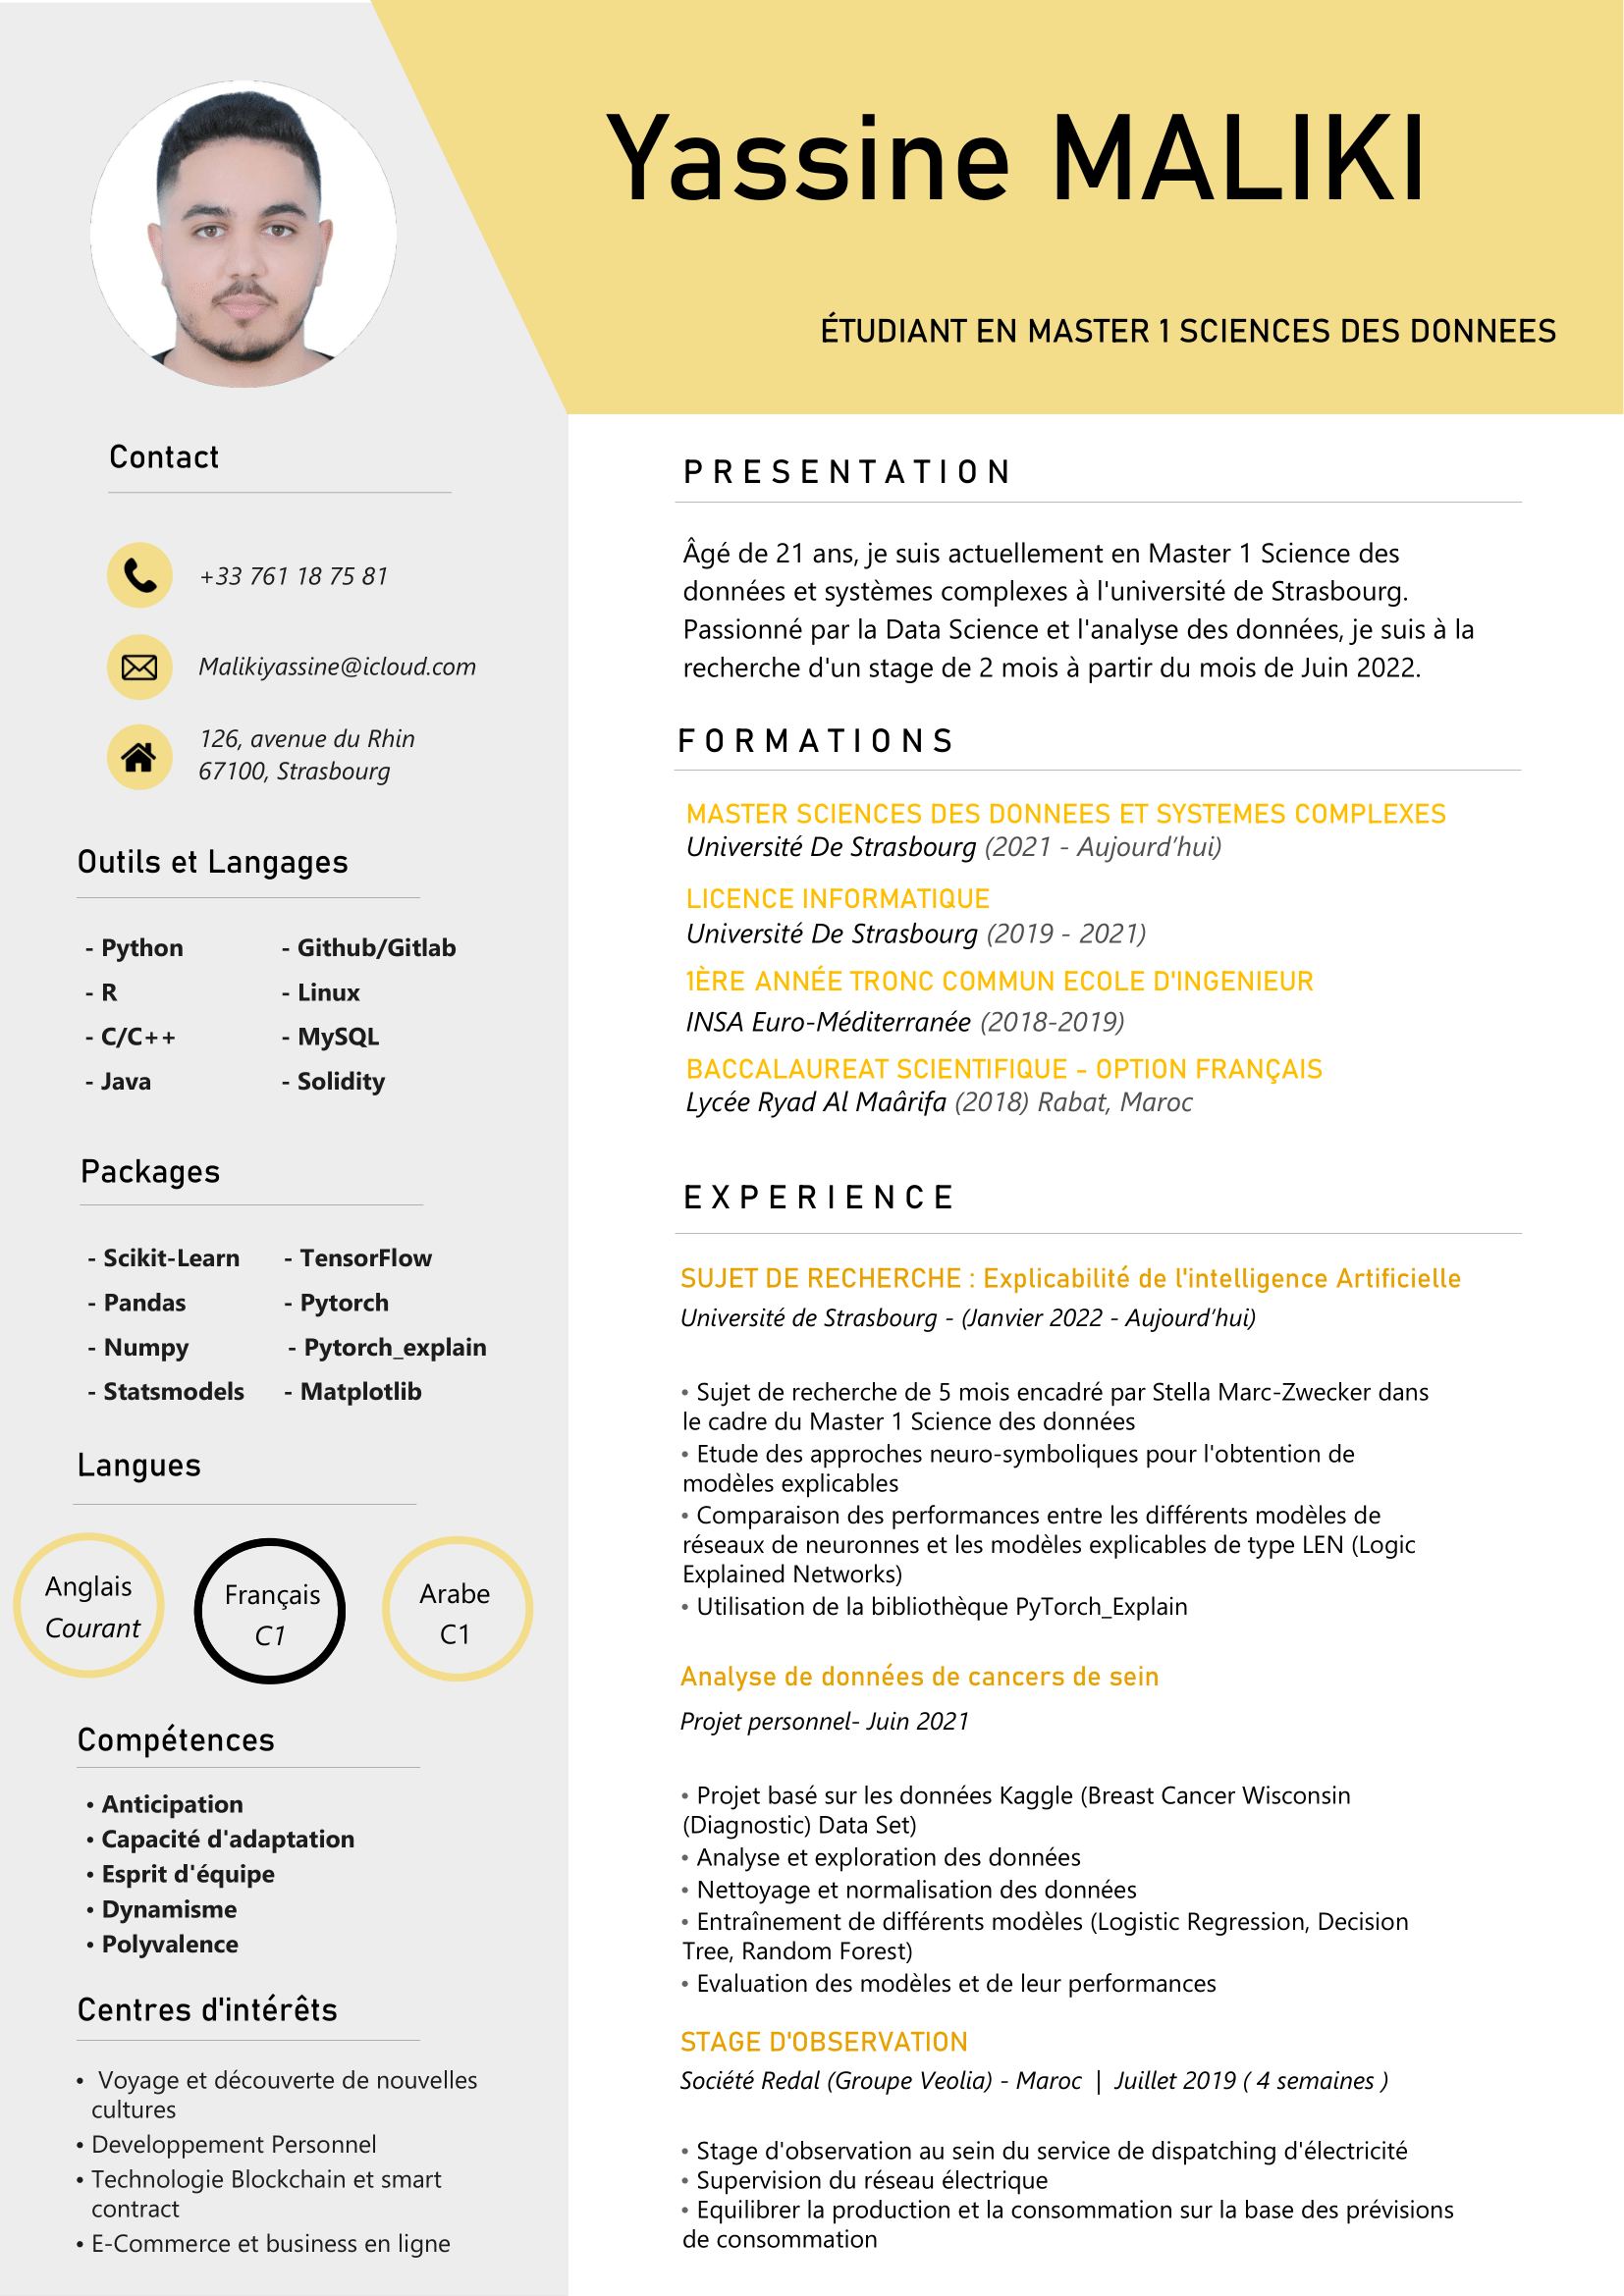 Yassine MALIKI
ÉTUDIANT EN MASTER 1 SCIENCES DES DONNEES
Contact
+33 761 18 75 81
Malikiyassine@icloud.com
126, avenue du Rhin
67100, Strasbourg
Outils et Langages
- Python
- R
- C/C++
- Java
- Github/Gitlab
- Linux
- MySQL
- Solidity
Packages
- Scikit-Learn
- Pandas
- Numpy
- Statsmodels
- TensorFlow
- Pytorch
- Pytorch_explain
- Matplotlib
Langues
Anglais
Courant
Français
C1
Arabe
C1
Compétences
• Anticipation
• Capacité d'adaptation
• Esprit d'équipe
• Dynamisme
• Polyvalence
Centres d'intérêts
• Voyage et découverte de nouvelles
cultures
• Developpement Personnel
• Technologie Blockchain et smart
contract
• E-Commerce et business en ligne
PRESENTATION
Âgé de 21 ans, je suis actuellement en Master 1 Science des
données et systèmes complexes à l'université de Strasbourg.
Passionné par la Data Science et l'analyse des données, je suis à la
recherche d'un stage de 2 mois à partir du mois de Juin 2022.
FORMATIONS
MASTER SCIENCES DES DONNEES ET SYSTEMES COMPLEXES
Université De Strasbourg (2021 - Aujourd’hui)
LICENCE INFORMATIQUE
Université De Strasbourg (2019 - 2021)
1ÈRE ANNÉE TRONC COMMUN ECOLE D'INGENIEUR
INSA Euro-Méditerranée (2018-2019)
BACCALAUREAT SCIENTIFIQUE - OPTION FRANÇAIS
Lycée Ryad Al Maârifa (2018) Rabat, Maroc
EXPERIENCE
SUJET DE RECHERCHE : Explicabilité de l'intelligence Artificielle
Université de Strasbourg - (Janvier 2022 - Aujourd’hui)
• Sujet de recherche de 5 mois encadré par Stella Marc-Zwecker dans
le cadre du Master 1 Science des données
• Etude des approches neuro-symboliques pour l'obtention de
modèles explicables
• Comparaison des performances entre les différents modèles de
réseaux de neuronnes et les modèles explicables de type LEN (Logic
Explained Networks)
• Utilisation de la bibliothèque PyTorch_Explain
Analyse de données de cancers de sein
Projet personnel- Juin 2021
• Projet basé sur les données Kaggle (Breast Cancer Wisconsin
(Diagnostic) Data Set)
• Analyse et exploration des données
• Nettoyage et normalisation des données
• Entraînement de différents modèles (Logistic Regression, Decision
Tree, Random Forest)
• Evaluation des modèles et de leur performances
STAGE D'OBSERVATION
Société Redal (Groupe Veolia) - Maroc | Juillet 2019 ( 4 semaines )
• Stage d'observation au sein du service de dispatching d'électricité
• Supervision du réseau électrique
• Equilibrer la production et la consommation sur la base des prévisions
de consommation